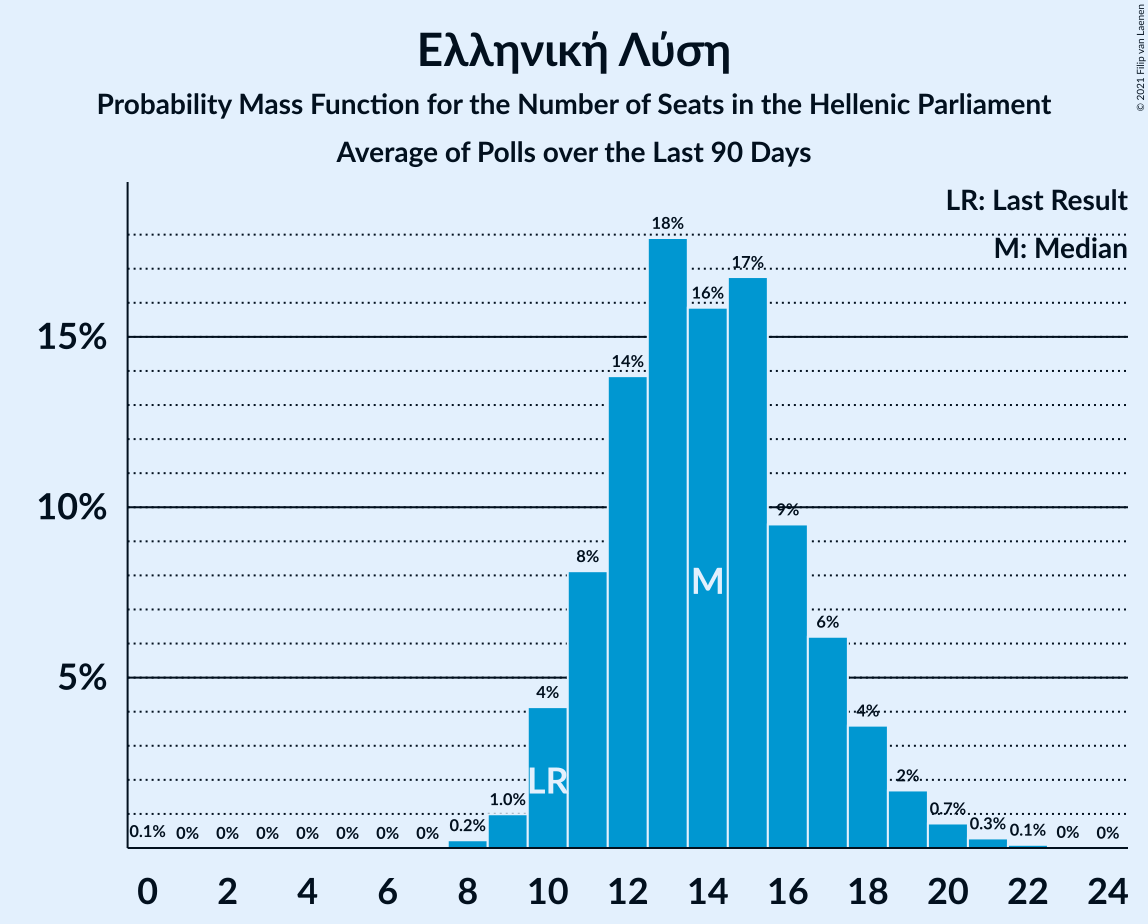 Ελληνική Λύση
Probability Mass Function for the Number of Seats in the Hellenic Parliament
Average of Polls over the Last 90 Days
© 2021 Filip van Laenen
LR: Last Result
M: Median
18%
17%
16%
15%
14%
10%
9%
8%
M
6%
5%
4%
4%
LR
2%
1.0%
0.1% 0% 0% 0% 0% 0% 0% 0% 0.2% 0.7% 0.3% 0.1% 0% 0%
0 2 4 6 8 10 12 14 16 18 20 22 24